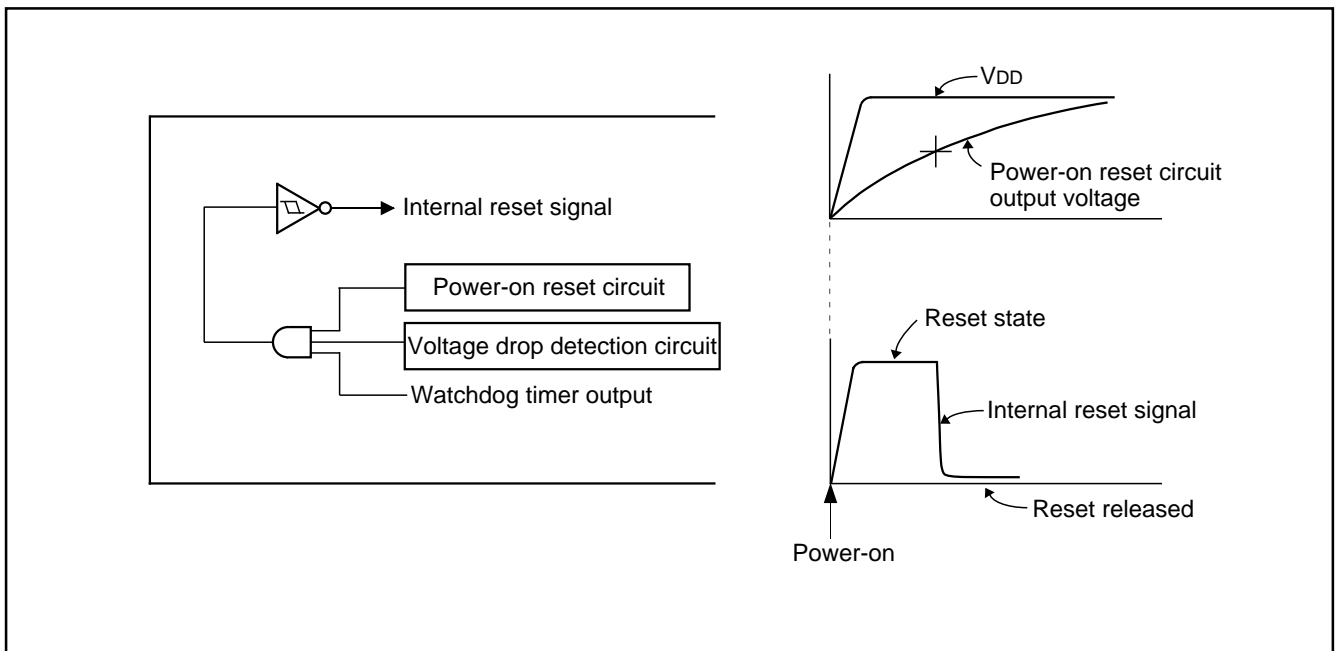 Internal reset signal
Power-on reset circuit
Voltage drop detection circuit
Watchdog timer output
VDD
Power-on reset circuit
output voltage
Reset state
Internal reset signal
Reset released
Power-on